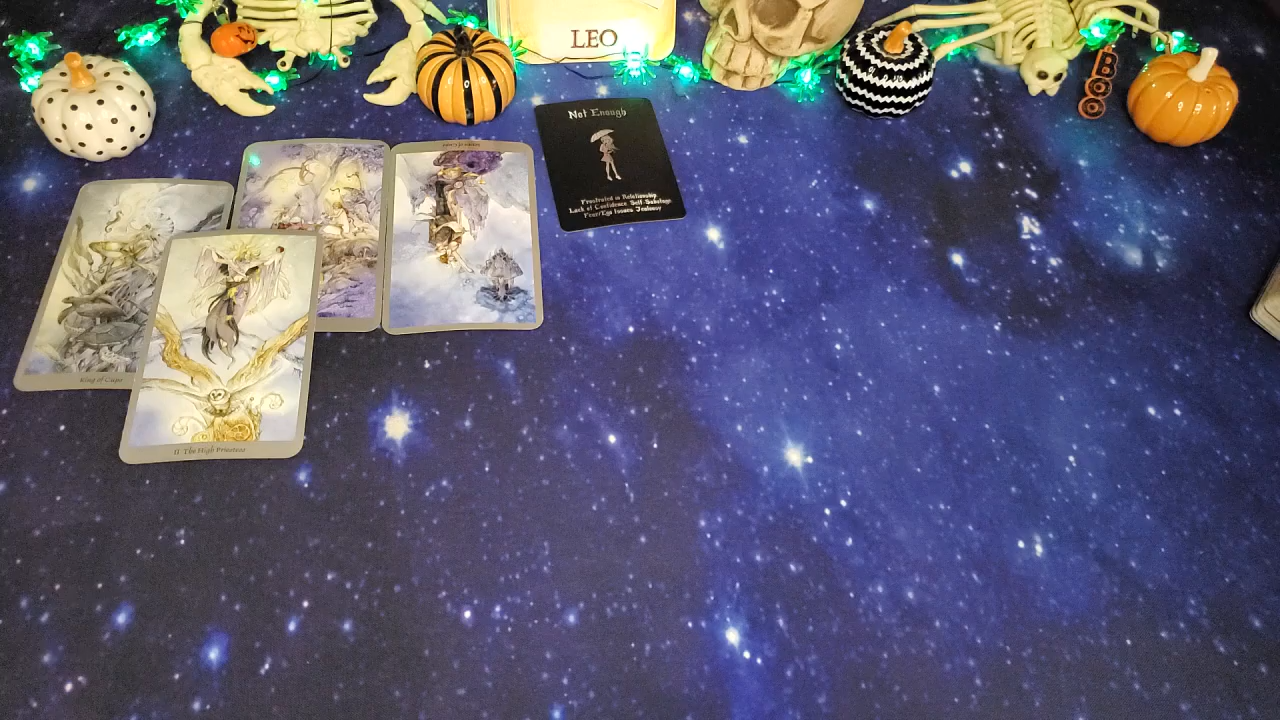 LEO
BOO
Not Enough
Frustrated in Relationship
Lack of Confidence Self-Sabotage
Fear/Ego Issues Jealousy
King of Cups
II The High Priestess